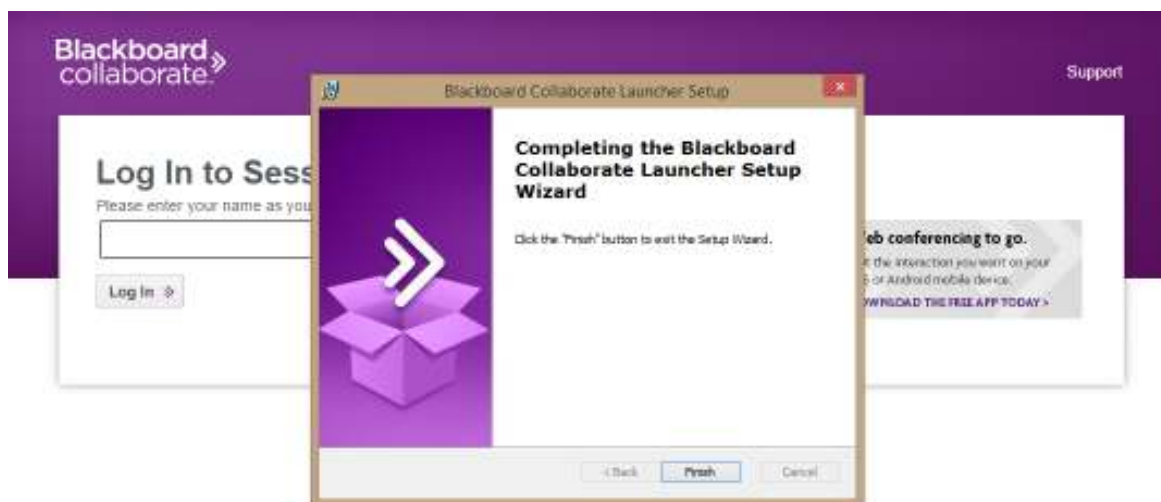 Blackboard
collaborate.
Support
Blackboard Collaborate Launcher Setup
Log In to Sess
Please enter your name as you
Log In
Completing the Blackboard
Collaborate Launcher Setup
Wizard
Click the "Finish" button to exit the Setup Wizard.
eb conferencing to go.
t the interaction you want on your
or Android mobile device.
OWNLOAD THE FREE APP TODAY >
< Back
Finish
Cancel